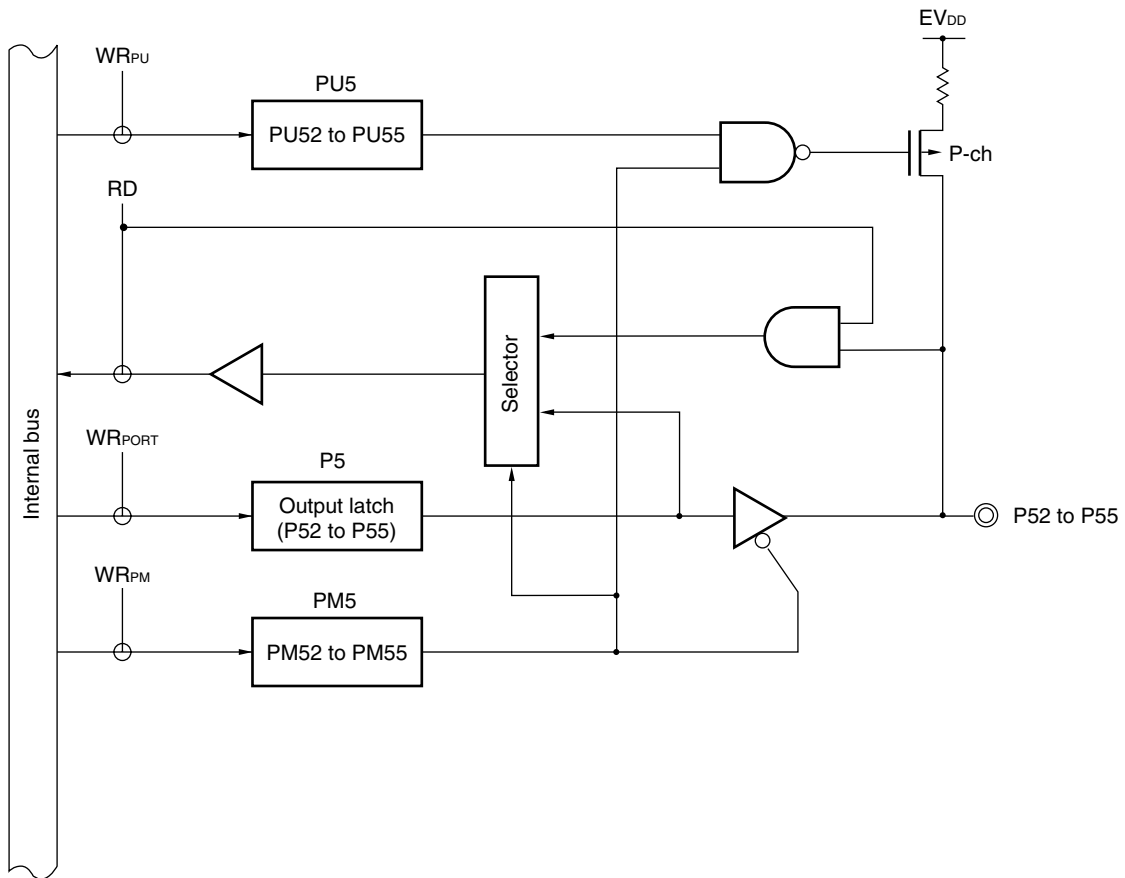 EVDD
WRPU
PU5
PU52 to PU55
P-ch
RD
Selector
Internal bus
WRPORT
P5
Output latch
(P52 to P55)
P52 to P55
WRPM
PM5
PM52 to PM55